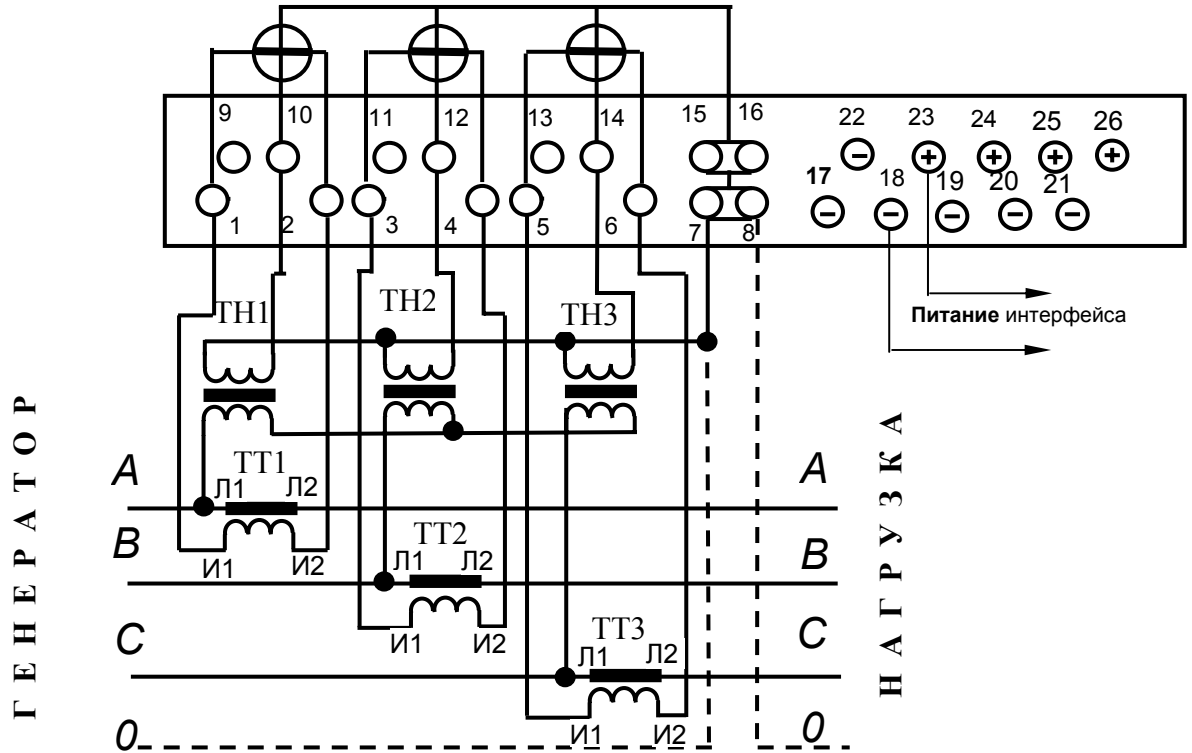 9 10 11 12 13 14 15 16 22 23 24 25 26
17 18 19 20 21
1 2 3 4 5 6 7 8
ТН1 ТН2 ТН3
Питание интерфейса
ГЕНЕРАТОР
НАГРУЗКА
A ТТ1 A
Л1 Л2
B ТТ2 B
И1 И2 Л1 Л2
C ТТ3 C
И1 И2 Л1 Л2
0 И1 И2 0